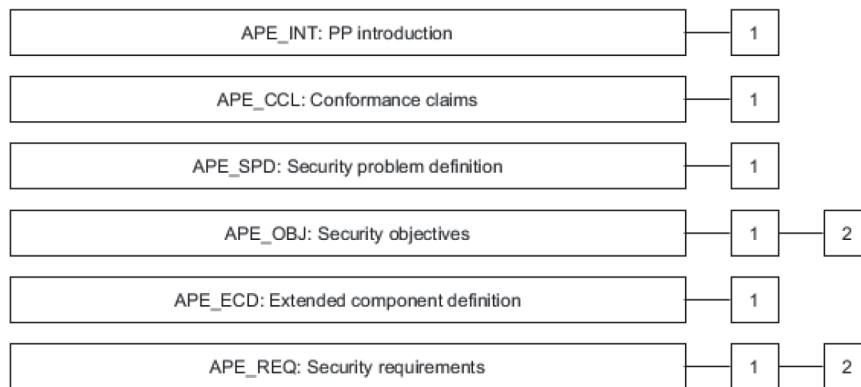 APE_INT: PP introduction 1
APE_CCL: Conformance claims 1
APE_SPD: Security problem definition 1
APE_OBJ: Security objectives 1 2
APE_ECD: Extended component definition 1
APE_REQ: Security requirements 1 2